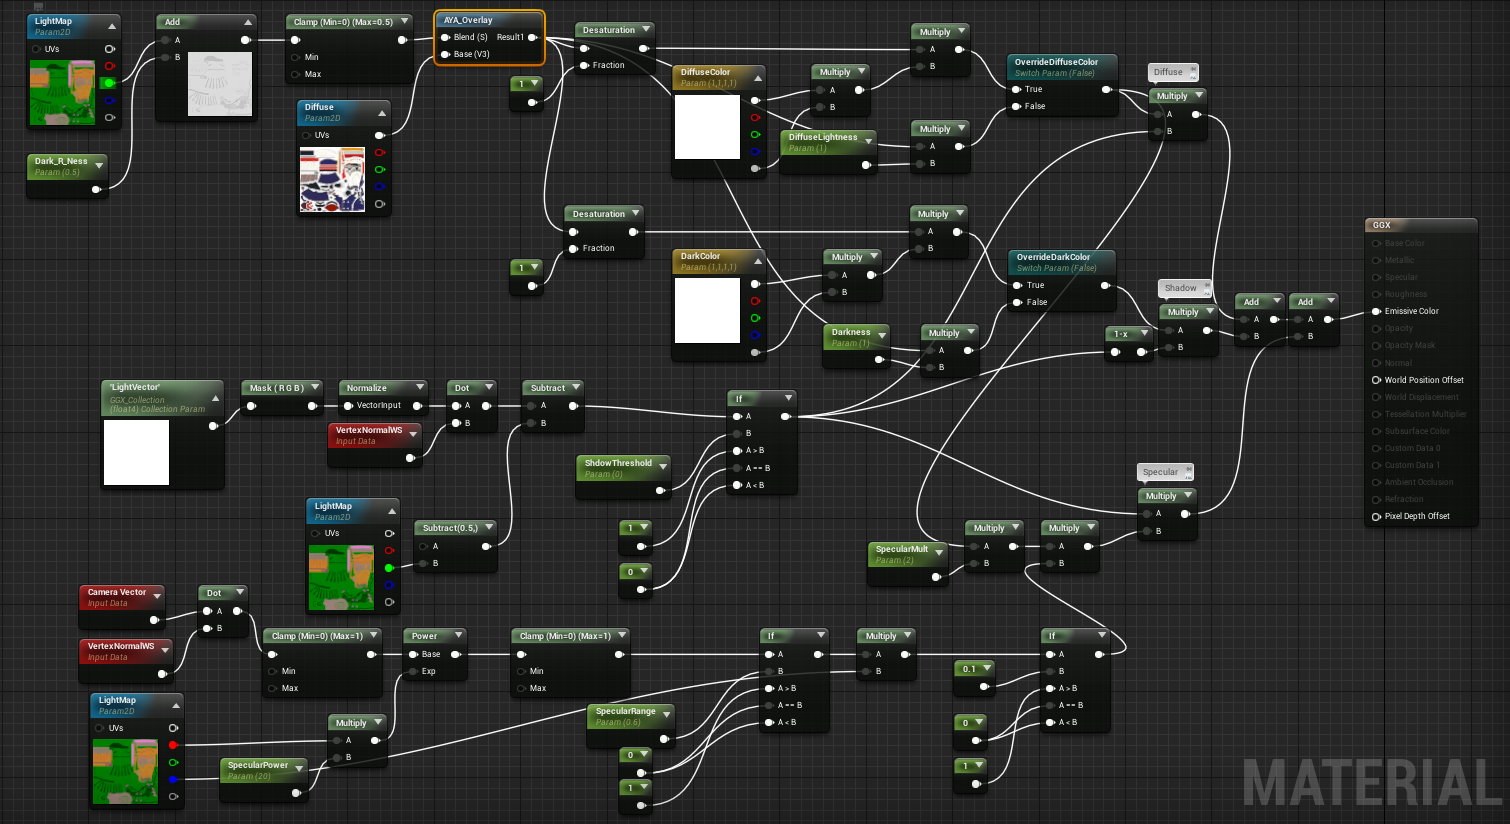 LightMap
Param2D
UVs
Add
A
B
Clamp (Min=0) (Max=0.5)
Min
Max
AYA_Overlay
Blend (S) Result1
Base (V3)
Desaturation
Fraction
1
Multiply
A
B
OverrideDiffuseColor
Switch Param (False)
True
False
Diffuse
Multiply
A
B
DiffuseColor
Param (1,1,1,1)
Multiply
A
B
DiffuseLightness
Param (1)
Multiply
A
B
Diffuse
Param2D
UVs
Dark_R_Ness
Param (0.5)
Desaturation
Fraction
1
DarkColor
Param (1,1,1,1)
Multiply
A
B
Multiply
A
B
OverrideDarkColor
Switch Param (False)
True
False
Darkness
Param (1)
Multiply
A
B
1-x
Shadow
Multiply
A
B
Add
A
B
Add
A
B
GGX
Base Color
Metallic
Specular
Roughness
Emissive Color
Opacity
Opacity Mask
Normal
World Position Offset
World Displacement
Tessellation Multiplier
Subsurface Color
Custom Data 0
Custom Data 1
Ambient Occlusion
Refraction
Pixel Depth Offset
'LightVector'
GGX_Collection
(float4) Collection Param
Mask ( R G B )
Normalize
VectorInput
Dot
A
B
Subtract
A
B
VertexNormalWS
Input Data
If
A
B
A > B
A == B
A < B
ShdowThreshold
Param (0)
1
0
LightMap
Param2D
UVs
Subtract(0.5,)
A
B
SpecularMult
Param (2)
Multiply
A
B
Multiply
A
B
Specular
Multiply
A
B
Camera Vector
Input Data
VertexNormalWS
Input Data
Dot
A
B
Clamp (Min=0) (Max=1)
Min
Max
Power
Base
Exp
Clamp (Min=0) (Max=1)
Min
Max
If
A
B
A > B
A == B
A < B
Multiply
A
B
0.1
0
1
If
A
B
A > B
A == B
A < B
LightMap
Param2D
UVs
SpecularPower
Param (20)
Multiply
A
B
SpecularRange
Param (0.6)
0
1
MATERIAL